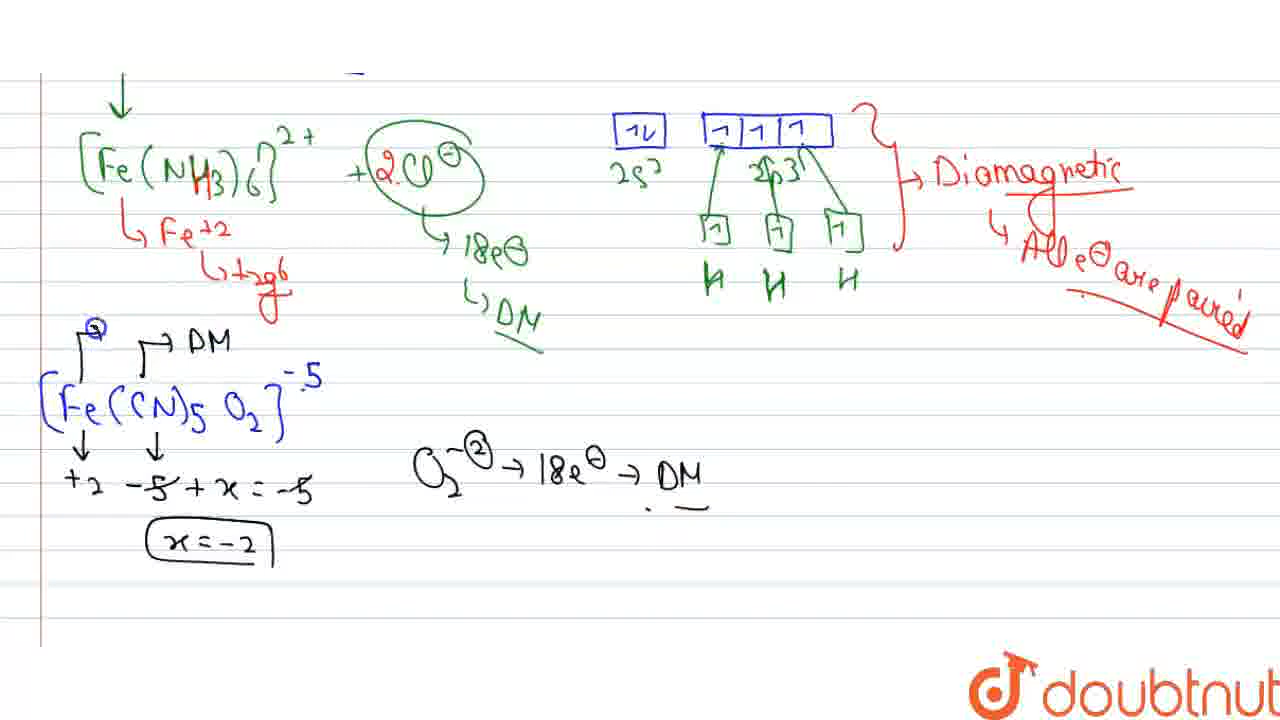 [Fe(NH3)6]2+ + 2Cl⊖
Fe+2
t2g6
18e⊖
DM
1L 1 1 1
2s2 2p3
1 1 1
H H H
Diamagnetic
All e⊖ are paired
DM
[Fe(CN)5 O2]-5
+2 -5 + x = -5
x = -2
O2-2 → 18e⊖ → DM
doubtnut